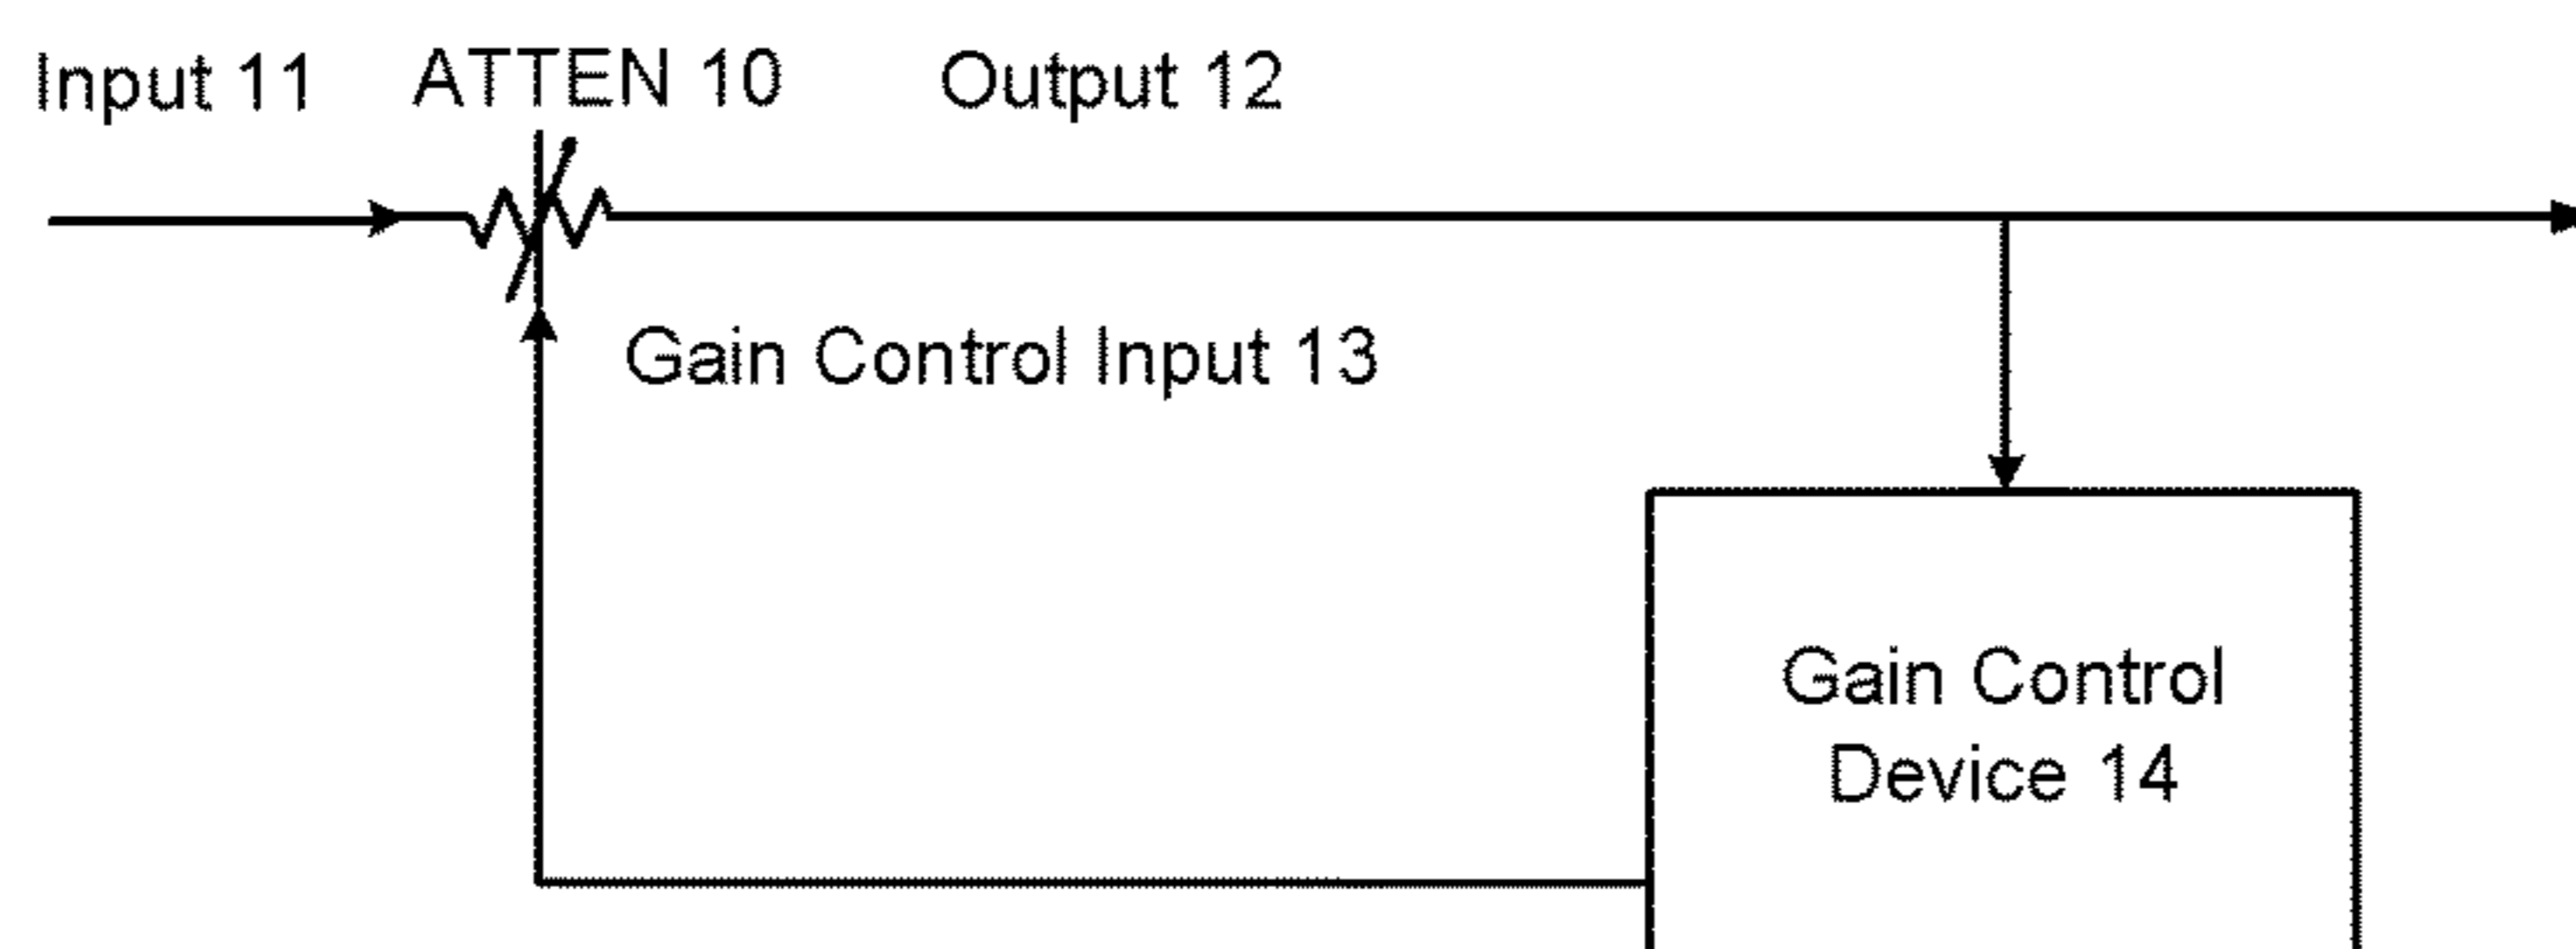 Input 11
ATTEN 10
Output 12
Gain Control Input 13
Gain Control
Device 14